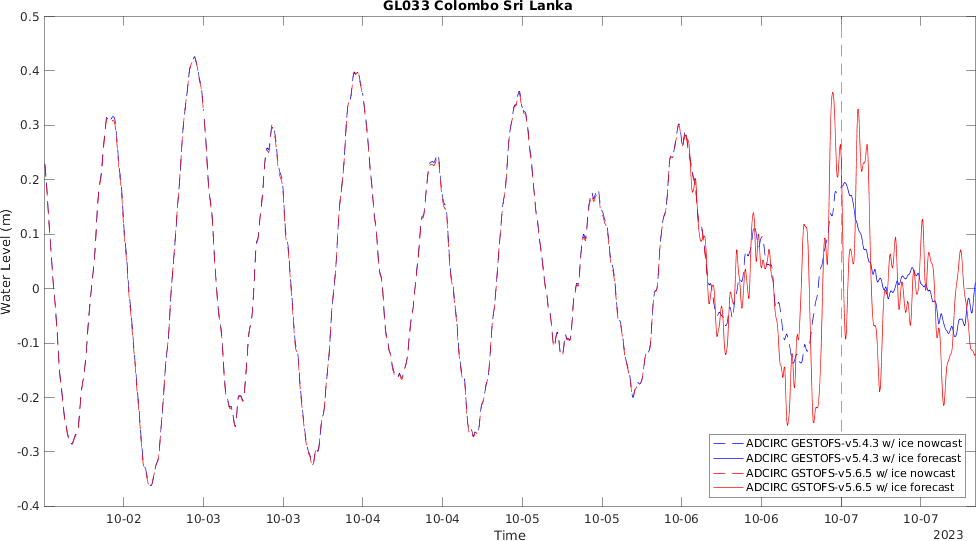 GL033 Colombo Sri Lanka
0.5
0.4
0.3
0.2
0.1
0
-0.1
-0.2
-0.3
-0.4
Water Level (m)
ADCIRC GESTOFS-v5.4.3 w/ ice nowcast
ADCIRC GESTOFS-v5.4.3 w/ ice forecast
ADCIRC GSTOFS-v5.6.5 w/ ice nowcast
ADCIRC GSTOFS-v5.6.5 w/ ice forecast
10-02 10-03 10-03 10-04 10-04 10-05 10-05 10-06 10-06 10-07 10-07
Time
2023